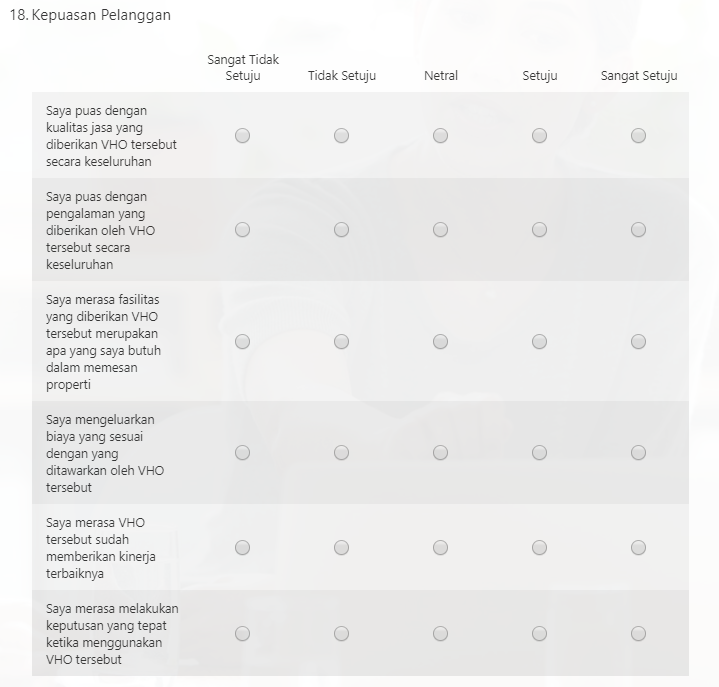 18. Kepuasan Pelanggan
Sangat Tidak
Setuju
Tidak Setuju
Netral
Setuju
Sangat Setuju
Saya puas dengan
kualitas jasa yang
diberikan VHO tersebut
secara keseluruhan
Saya puas dengan
pengalaman yang
diberikan oleh VHO
tersebut secara
keseluruhan
Saya merasa fasilitas
yang diberikan VHO
tersebut merupakan
apa yang saya butuh
dalam memesan
properti
Saya mengeluarkan
biaya yang sesuai
dengan yang
ditawarkan oleh VHO
tersebut
Saya merasa VHO
tersebut sudah
memberikan kinerja
terbaiknya
Saya merasa melakukan
keputusan yang tepat
ketika menggunakan
VHO tersebut